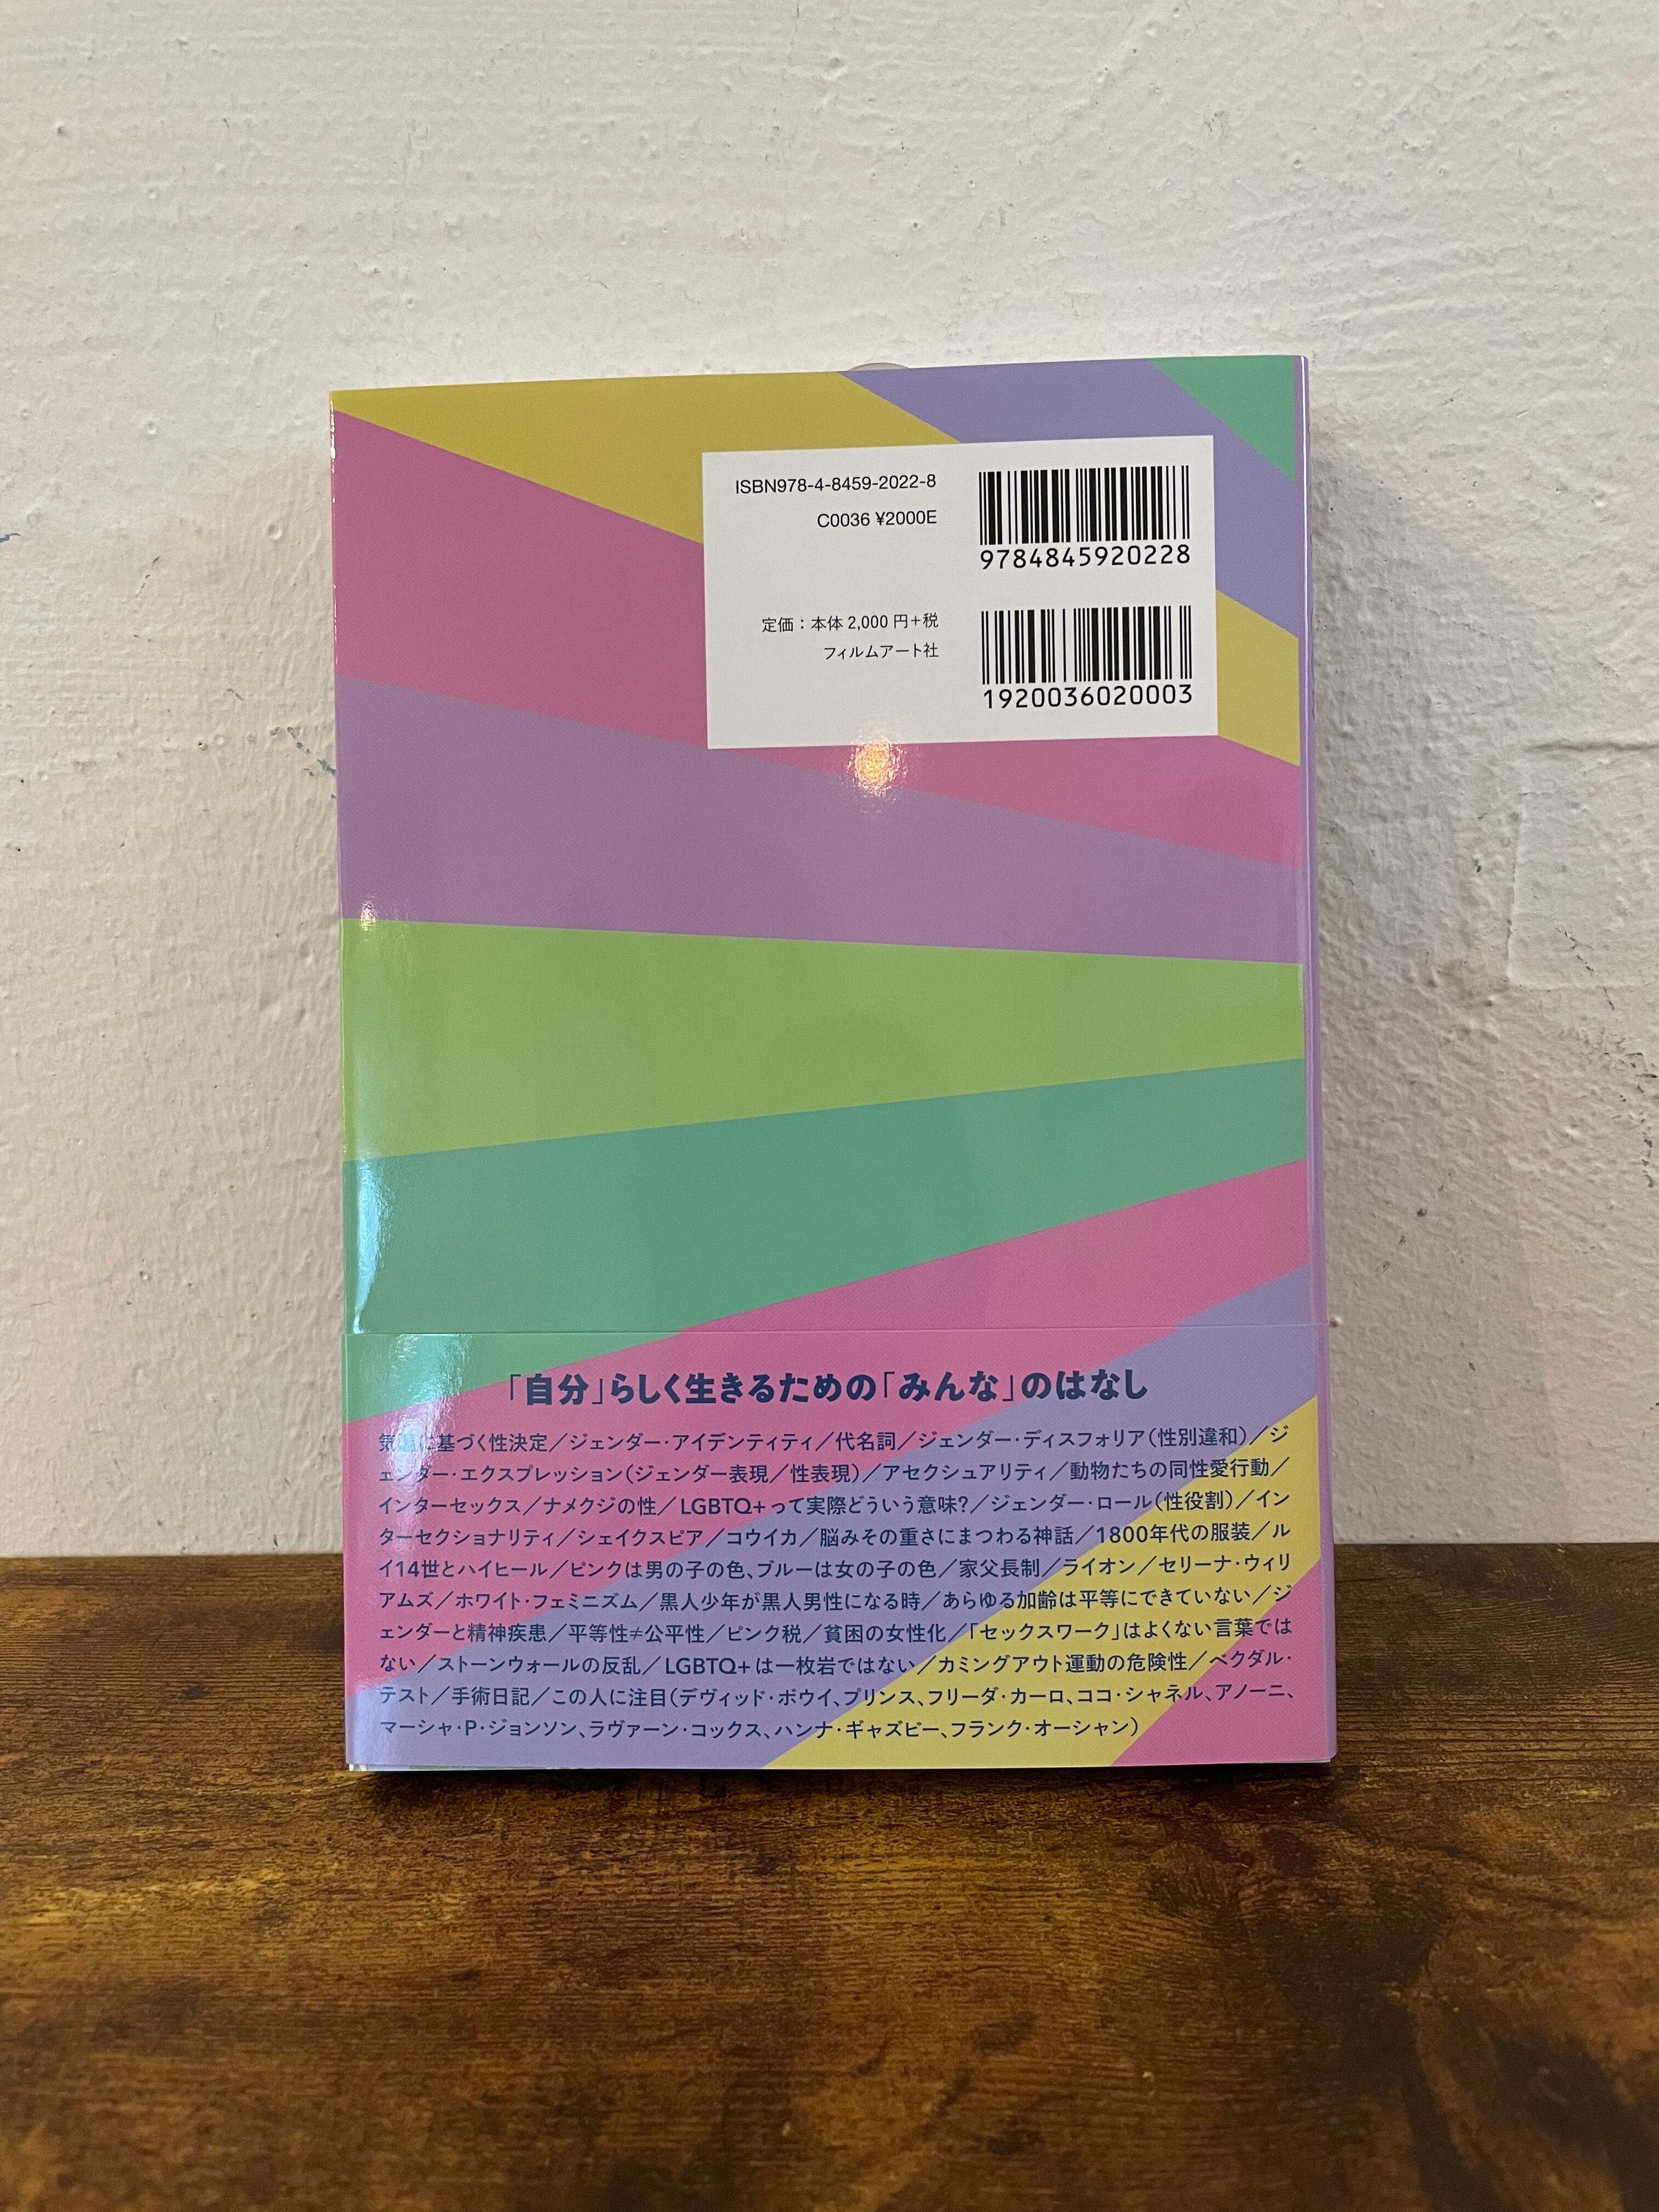 ISBN978-4-8459-2022-8
C0036 ¥2000E
9784845920228
定価：本体 2,000 円+税
フィルムアート社
1920036020003
「自分」らしく生きるための「みんな」のはなし
気温に基づく性決定／ジェンダー・アイデンティティ／代名詞／ジェンダー・ディスフォリア（性別違和）／ジ
ェンダー・エクスプレッション（ジェンダー表現／性表現）／アセクシュアリティ／動物たちの同性愛行動／
インターセックス／ナメクジの性／LGBTQ+って実際どういう意味?／ジェンダー・ロール（性役割）／イン
ターセクショナリティ／シェイクスピア／コウイカ／脳みその重さにまつわる神話／1800年代の服装／ル
イ14世とハイヒール／ピンクは男の子の色、ブルーは女の子の色／家父長制／ライオン／セリーナ・ウィリ
アムズ／ホワイト・フェミニズム／黒人少年が黒人男性になる時／あらゆる加齢は平等にできていない／ジ
ェンダーと精神疾患／平等性≠公平性／ピンク税／貧困の女性化／「セックスワーク」はよくない言葉では
ない／ストーンウォールの反乱／LGBTQ+は一枚岩ではない／カミングアウト運動の危険性／ベクダル・
テスト／手術日記／この人に注目（デヴィッド・ボウイ、プリンス、フリーダ・カーロ、ココ・シャネル、アノーニ、
マーシャ・P・ジョンソン、ラヴァーン・コックス、ハンナ・ギャズビー、フランク・オーシャン）